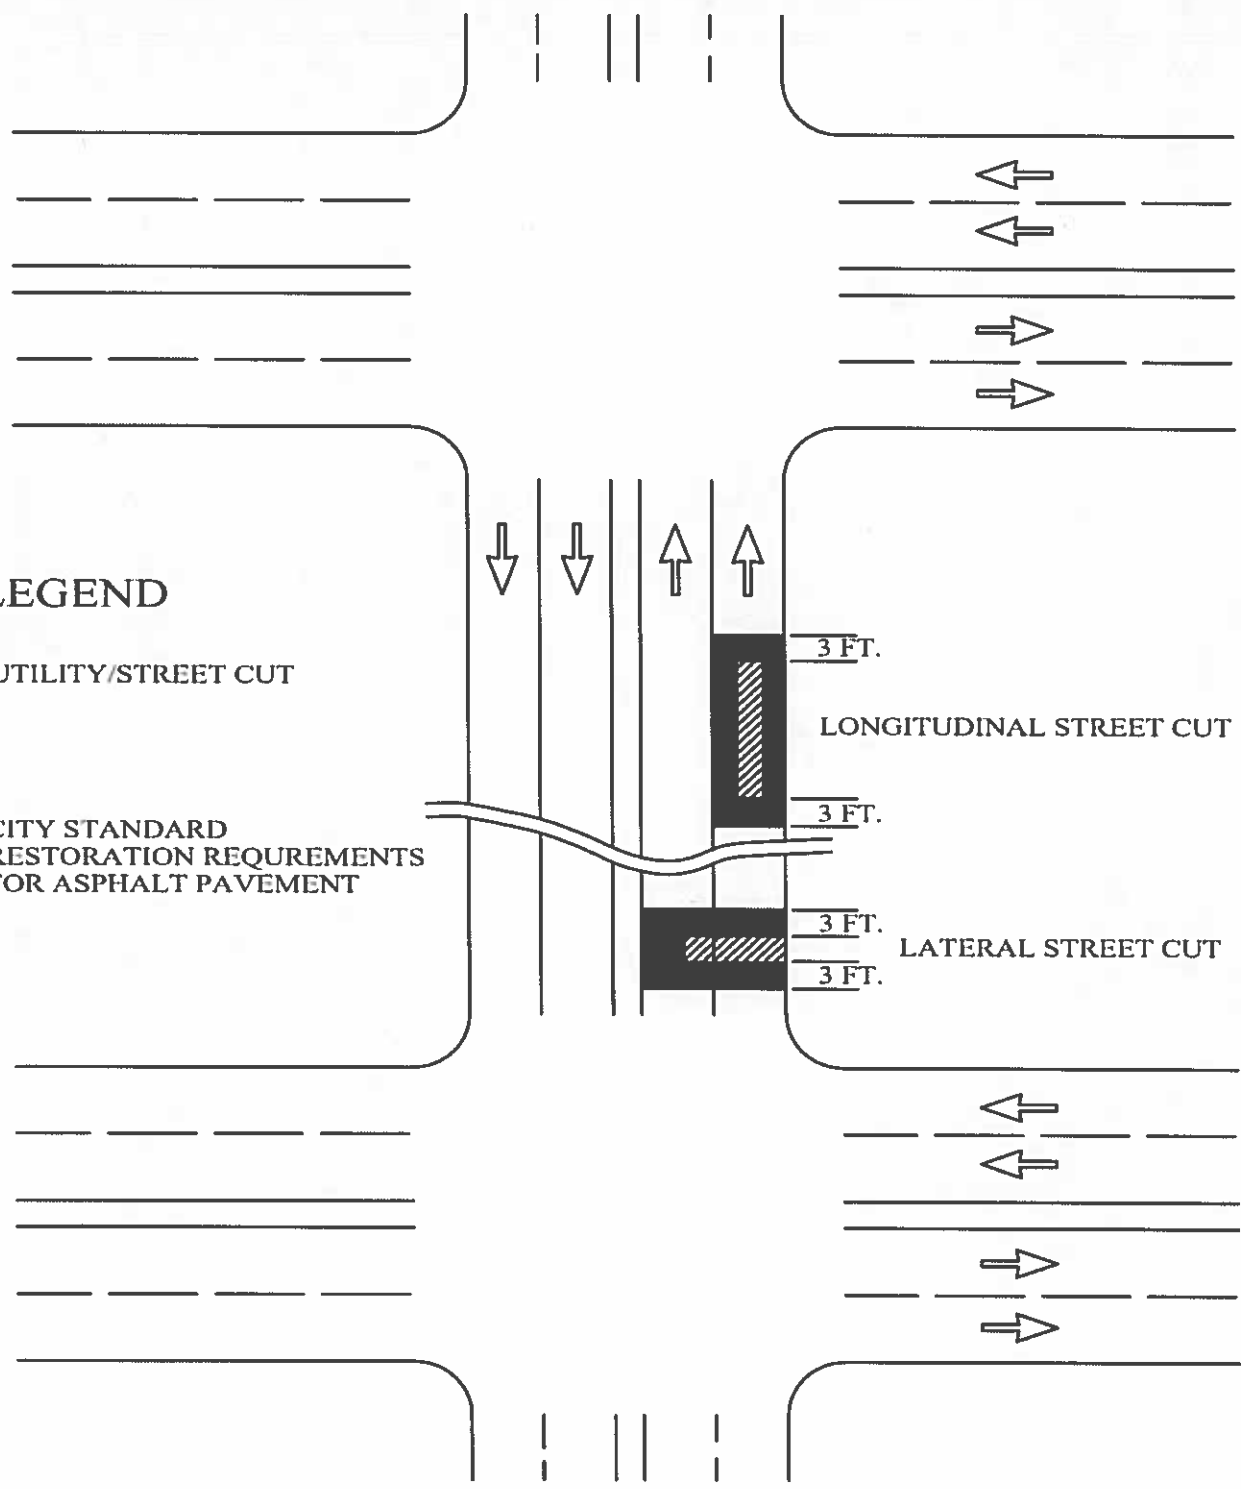 LEGEND
UTILITY/STREET CUT
3 FT.
LONGITUDINAL STREET CUT
3 FT.
CITY STANDARD
RESTORATION REQUREMENTS
FOR ASPHALT PAVEMENT
3 FT.
LATERAL STREET CUT
3 FT.